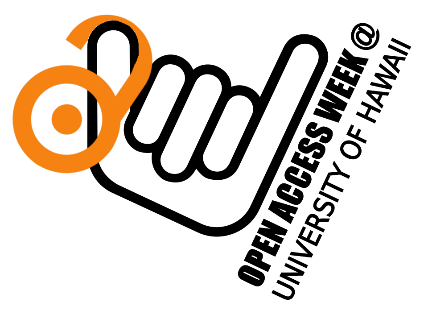 OPEN ACCESS WEEK @
UNIVERSITY OF HAWAII